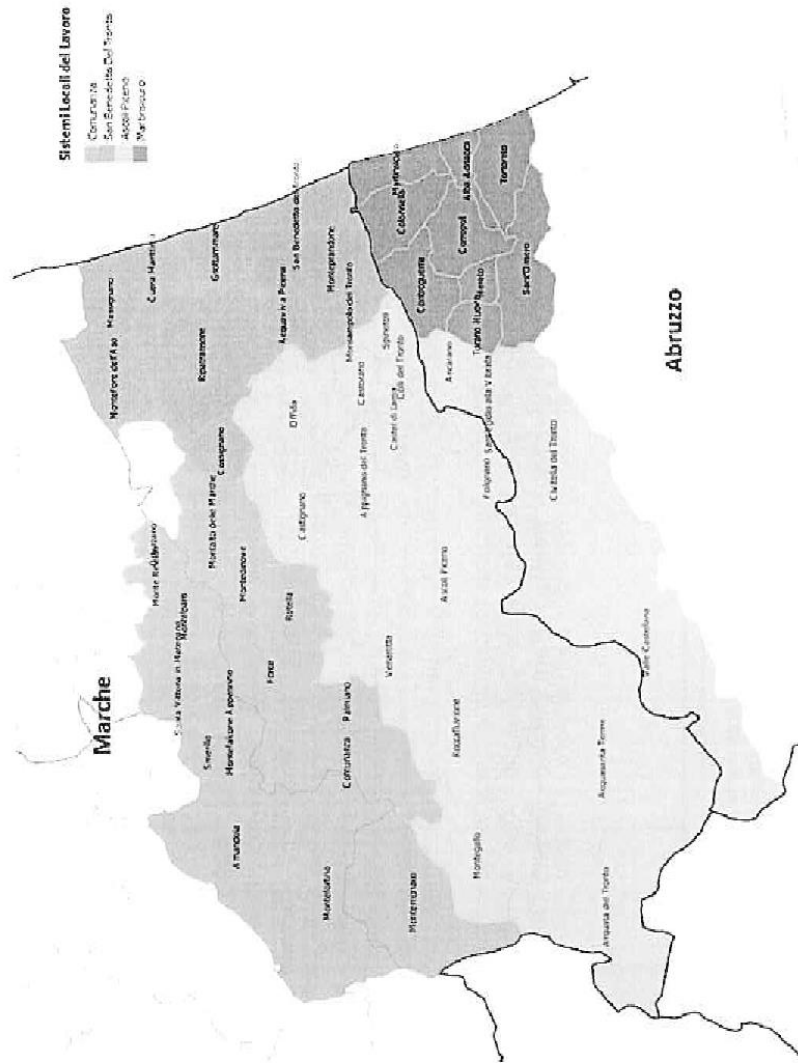 Sistemi Locali del Lavoro
Comunanza
San Benedetto Del Tronto
Ascoli Piceno
Martinsicuro
Marche
Abruzzo
Montefiore dell'Aso
Massignano
Cupra Marittima
Ripatransone
Grottammare
Acquaviva Picena
San Benedetto del Tronto
Monteprandone
Monsampolo del Tronto
Cossignano
Montalto delle Marche
Montedinove
Rotella
Force
Santa Vittoria in Matenano
Smerillo
Montefalcone Appennino
Amandola
Comunanza
Palmiano
Montefortino
Montemonaco
Offida
Castignano
Appignano del Tronto
Castorano
Castel di Lama
Colli del Tronto
Spinetoli
Venarotta
Ascoli Piceno
Roccafluvione
Montegallo
Acquasanta Terme
Arquata del Tronto
Folignano
Ancarano
Sant'Egidio alla Vibrata
Civitella del Tronto
Valle Castellana
Martinsicuro
Colonnella
Controguerra
Corropoli
Alba Adriatica
Tortoreto
Nereto
Sant'Omero